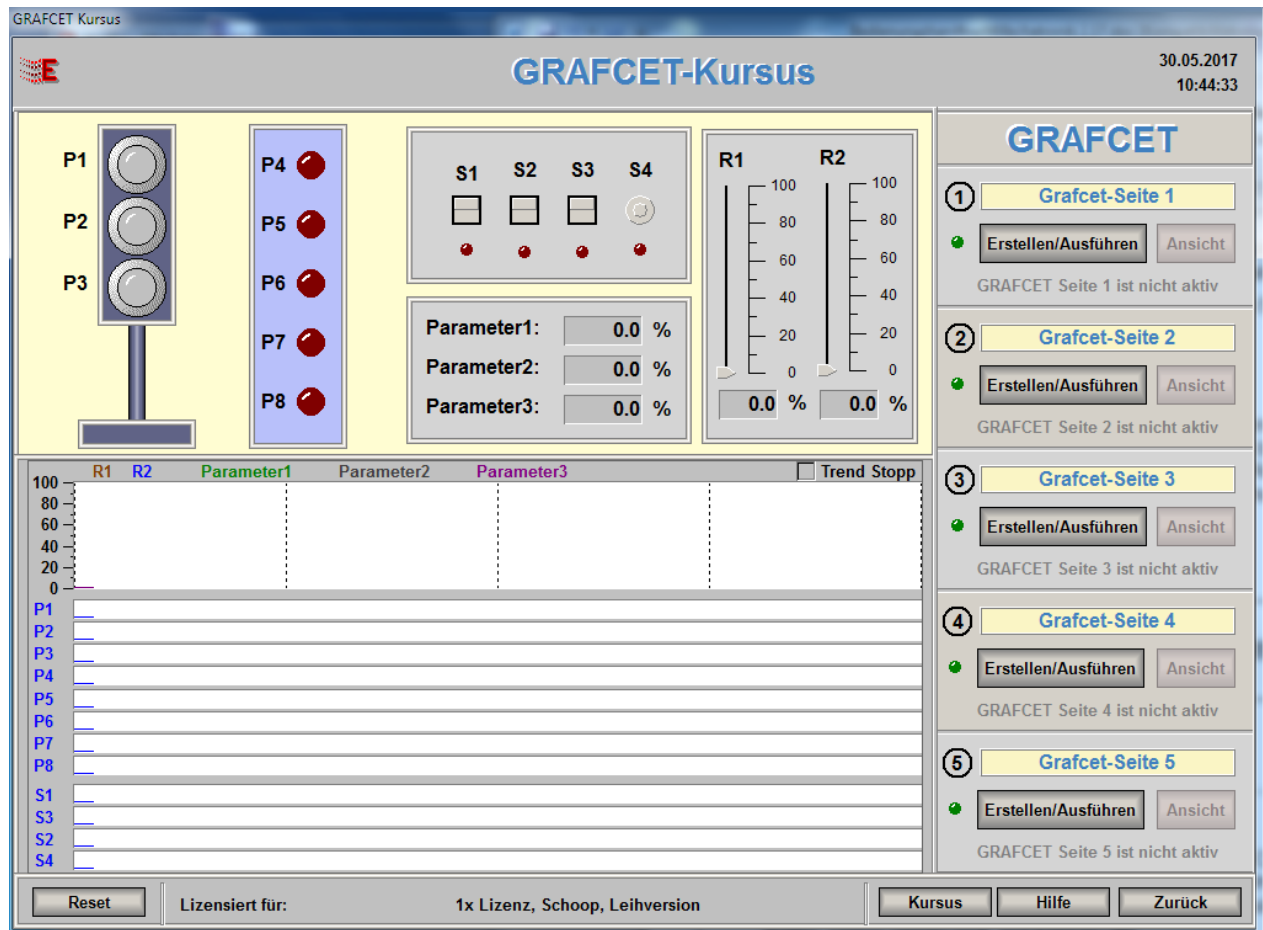 GRAFCET Kursus
E
GRAFCET-Kursus
30.05.2017
10:44:33
P1
P2
P3
P4
P5
P6
P7
P8
S1 S2 S3 S4
Parameter1: 0.0 %
Parameter2: 0.0 %
Parameter3: 0.0 %
R1 R2
100 100
80 80
60 60
40 40
20 20
0 0
0.0 % 0.0 %
R1 R2 Parameter1 Parameter2 Parameter3 Trend Stopp
100
80
60
40
20
0
P1
P2
P3
P4
P5
P6
P7
P8
S1
S3
S2
S4
GRAFCET
1 Grafcet-Seite 1
Erstellen/Ausführen Ansicht
GRAFCET Seite 1 ist nicht aktiv
2 Grafcet-Seite 2
Erstellen/Ausführen Ansicht
GRAFCET Seite 2 ist nicht aktiv
3 Grafcet-Seite 3
Erstellen/Ausführen Ansicht
GRAFCET Seite 3 ist nicht aktiv
4 Grafcet-Seite 4
Erstellen/Ausführen Ansicht
GRAFCET Seite 4 ist nicht aktiv
5 Grafcet-Seite 5
Erstellen/Ausführen Ansicht
GRAFCET Seite 5 ist nicht aktiv
Reset Lizensiert für: 1x Lizenz, Schoop, Leihversion Kursus Hilfe Zurück